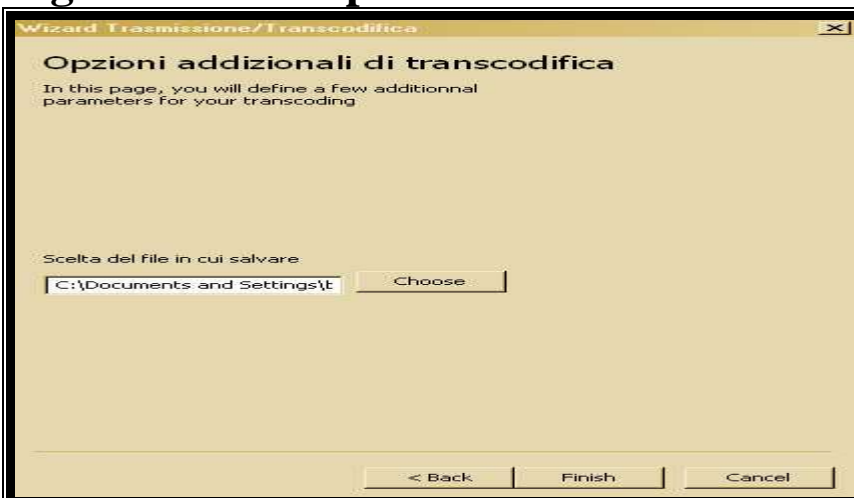 Wizard Trasmissione/Transcodifica
Opzioni addizionali di transcodifica
In this page, you will define a few additionnal
parameters for your transcoding
Scelta del file in cui salvare
C:\Documents and Settings\t Choose
< Back Finish Cancel